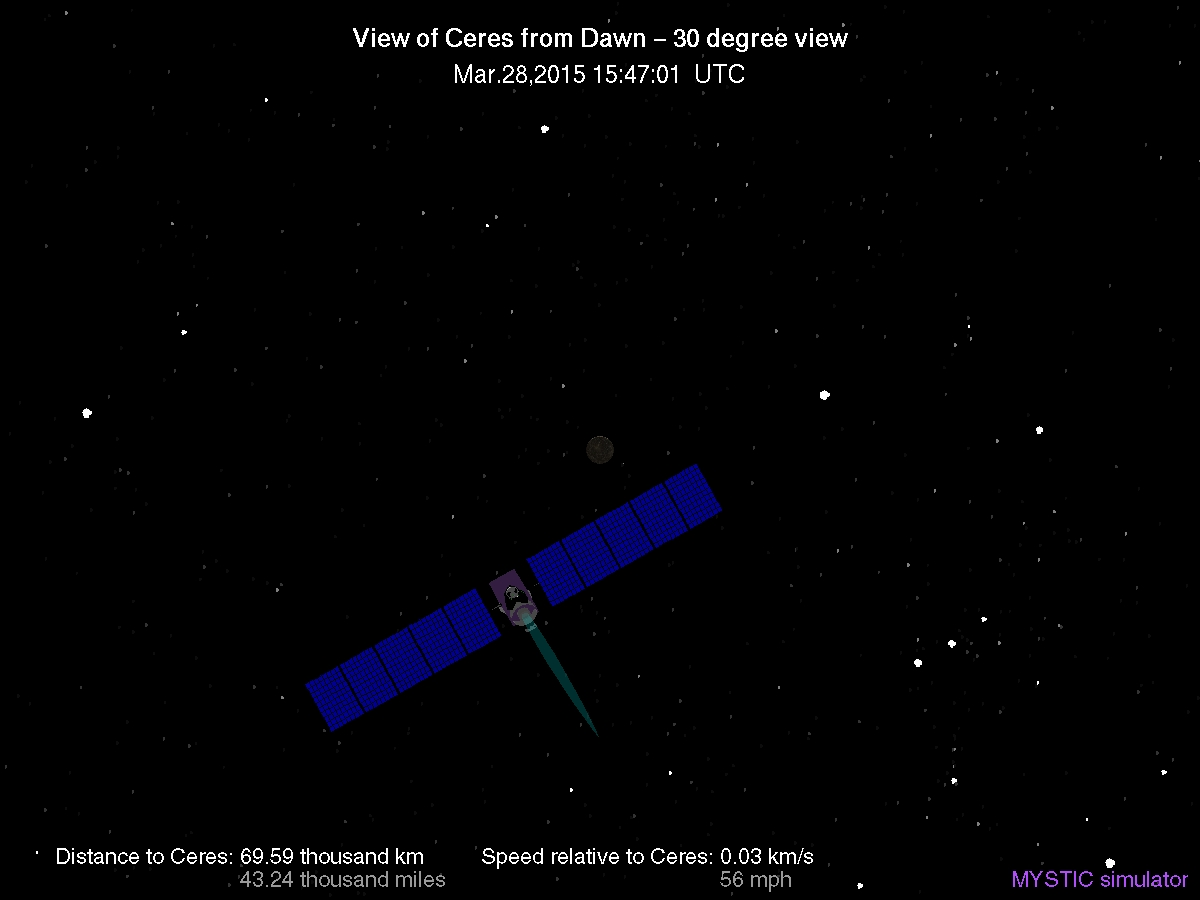 View of Ceres from Dawn – 30 degree view
Mar.28,2015 15:47:01 UTC
Distance to Ceres: 69.59 thousand km
43.24 thousand miles
Speed relative to Ceres: 0.03 km/s
56 mph
MYSTIC simulator